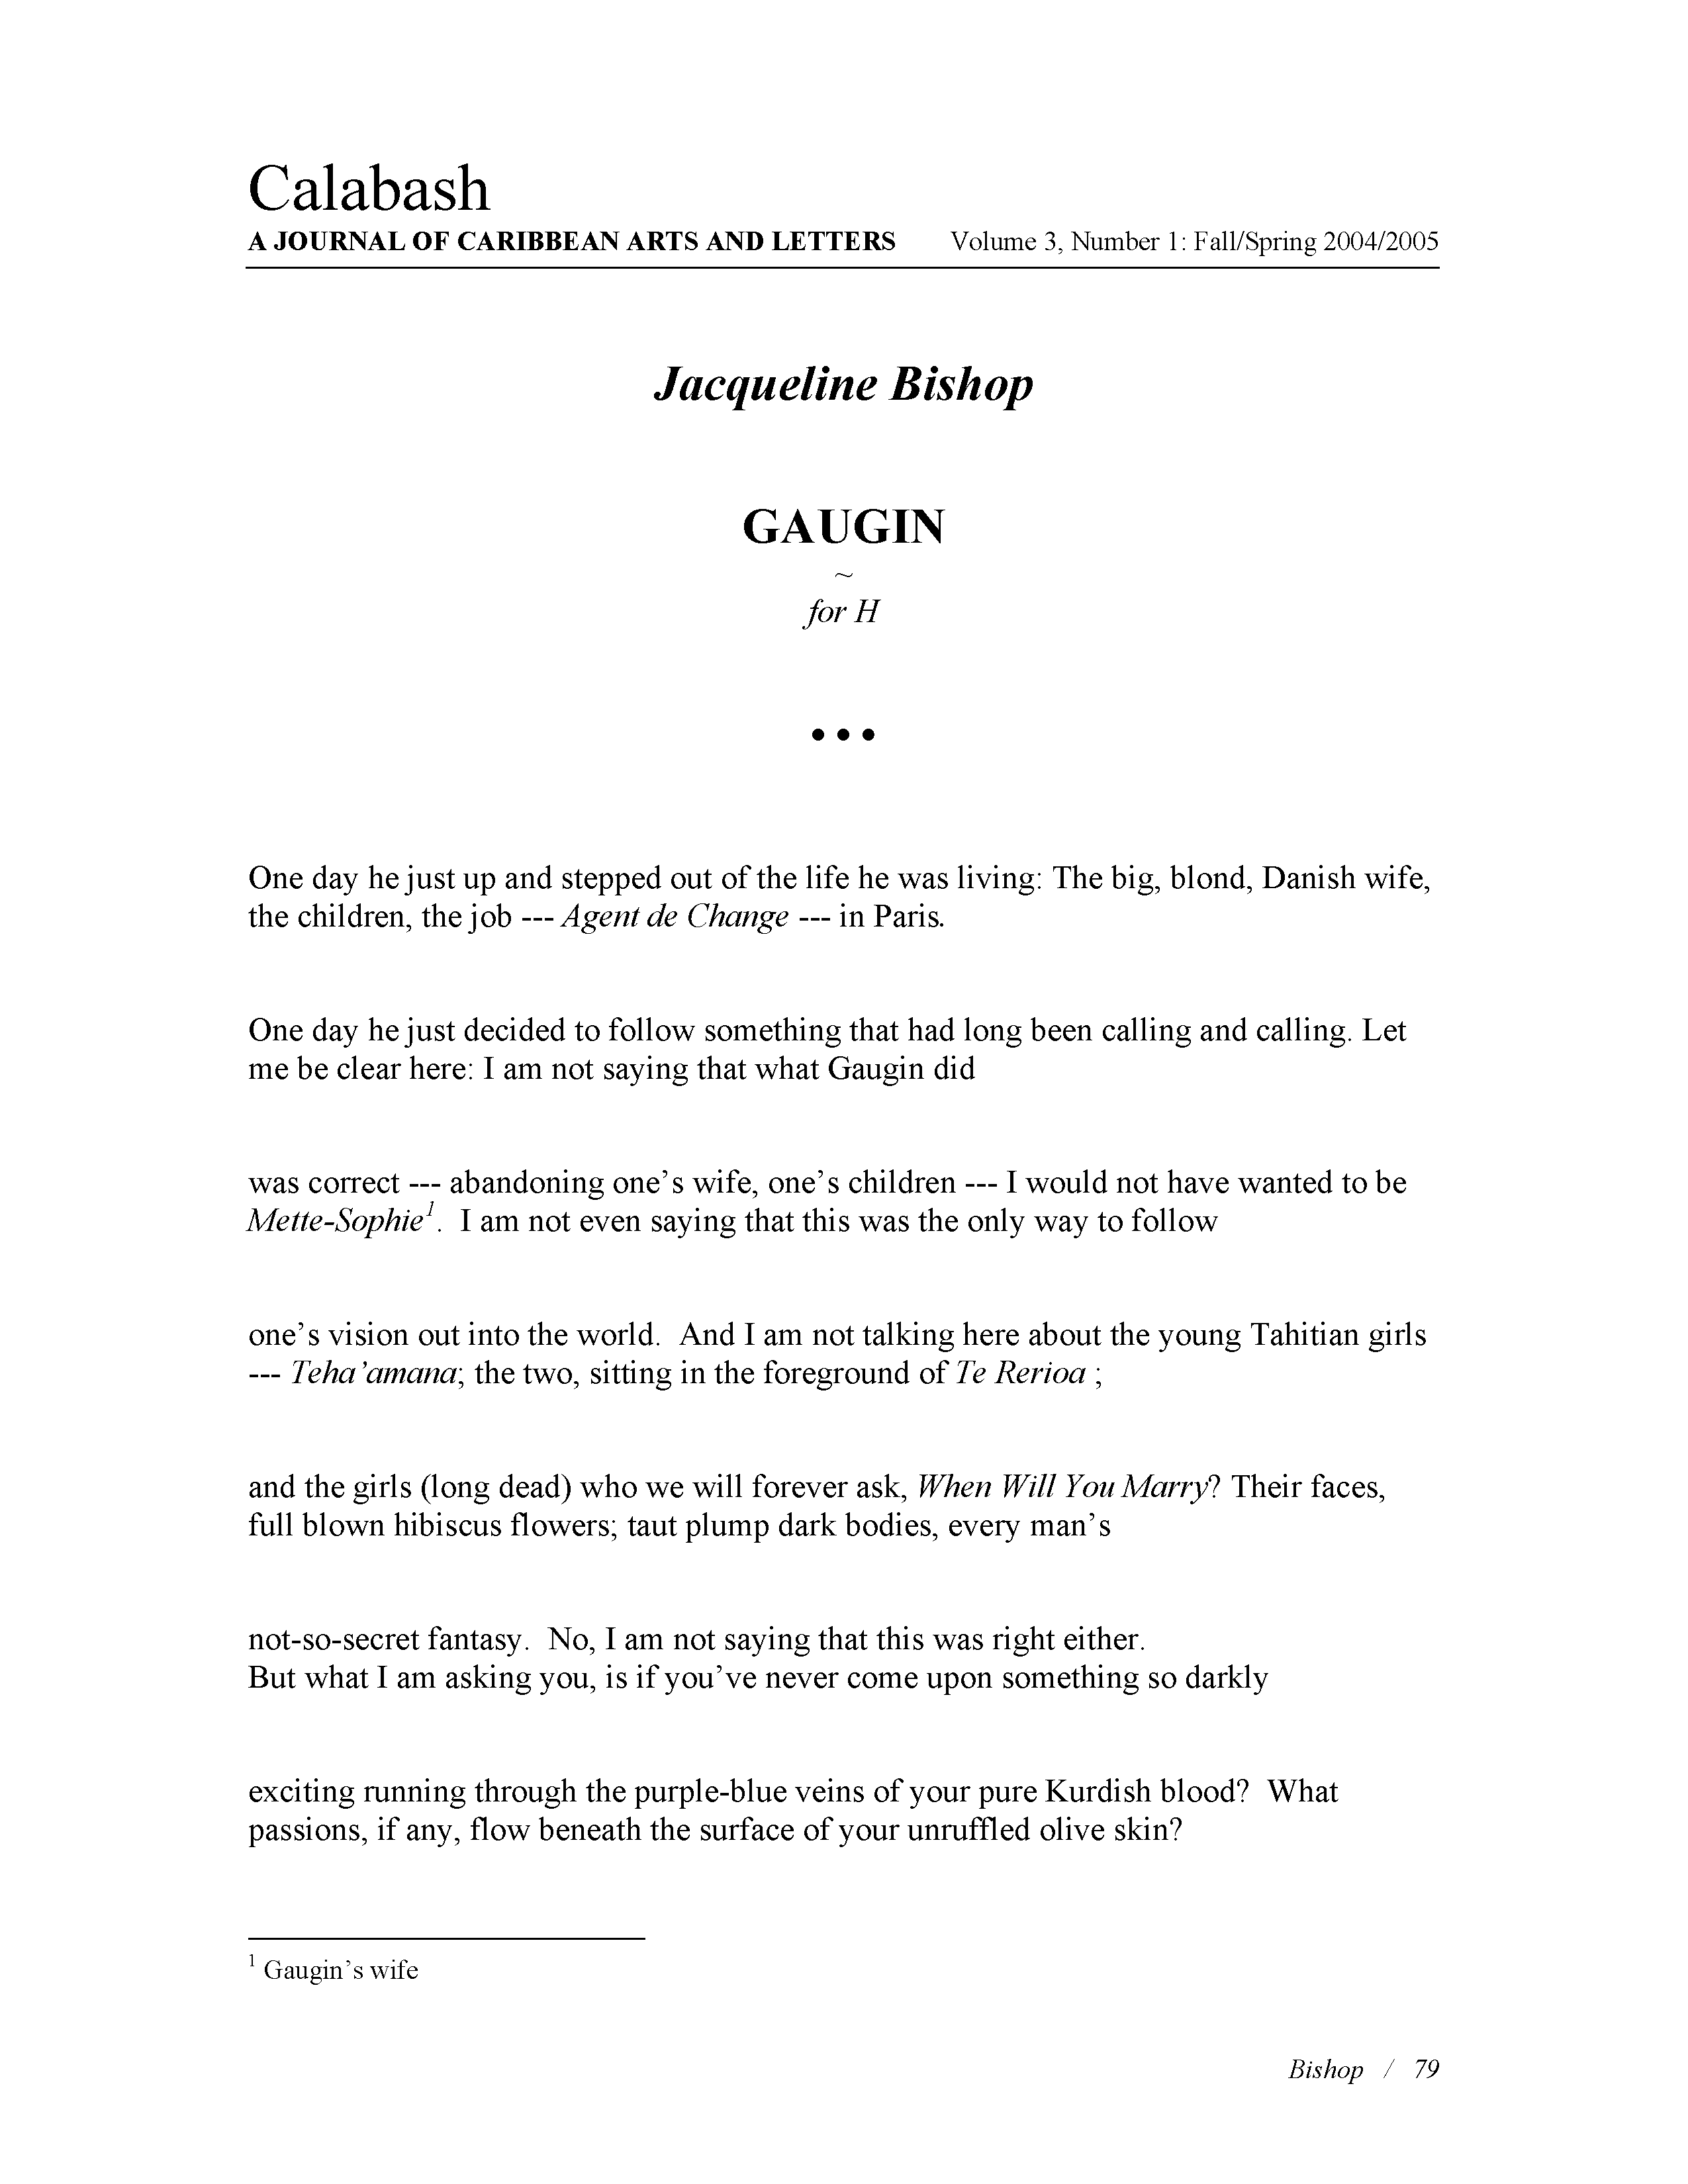 Calabash
A JOURNAL OF CARIBBEAN ARTS AND LETTERS Volume 3, Number 1: Fall/Spring 2004/2005
Jacqueline Bishop
GAUGIN
~
for H
•••
One day he just up and stepped out of the life he was living: The big, blond, Danish wife,
the children, the job --- Agent de Change --- in Paris.
One day he just decided to follow something that had long been calling and calling. Let
me be clear here: I am not saying that what Gaugin did
was correct --- abandoning one’s wife, one’s children --- I would not have wanted to be
Mette-Sophie¹. I am not even saying that this was the only way to follow
one’s vision out into the world. And I am not talking here about the young Tahitian girls
--- Teha’amana; the two, sitting in the foreground of Te Rerioa ;
and the girls (long dead) who we will forever ask, When Will You Marry? Their faces,
full blown hibiscus flowers; taut plump dark bodies, every man’s
not-so-secret fantasy. No, I am not saying that this was right either.
But what I am asking you, is if you’ve never come upon something so darkly
exciting running through the purple-blue veins of your pure Kurdish blood? What
passions, if any, flow beneath the surface of your unruffled olive skin?
¹ Gaugin’s wife
Bishop / 79